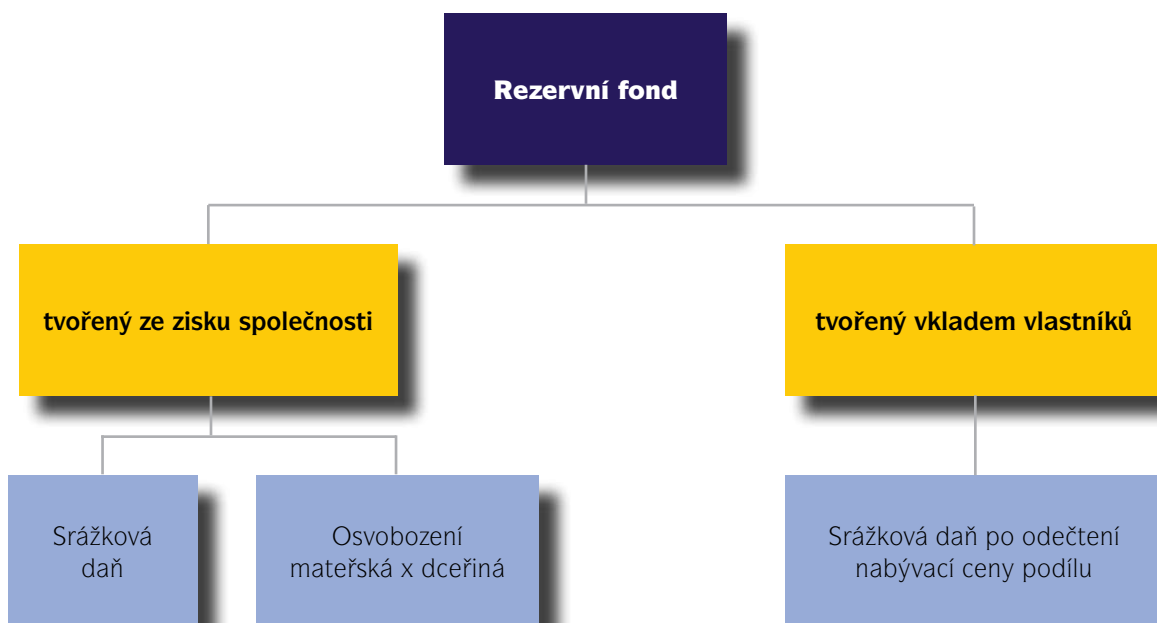 Rezervní fond
tvořený ze zisku společnosti
tvořený vkladem vlastníků
Srážková
daň
Osvobození
mateřská x dceřiná
Srážková daň po odečtení
nabývací ceny podílu